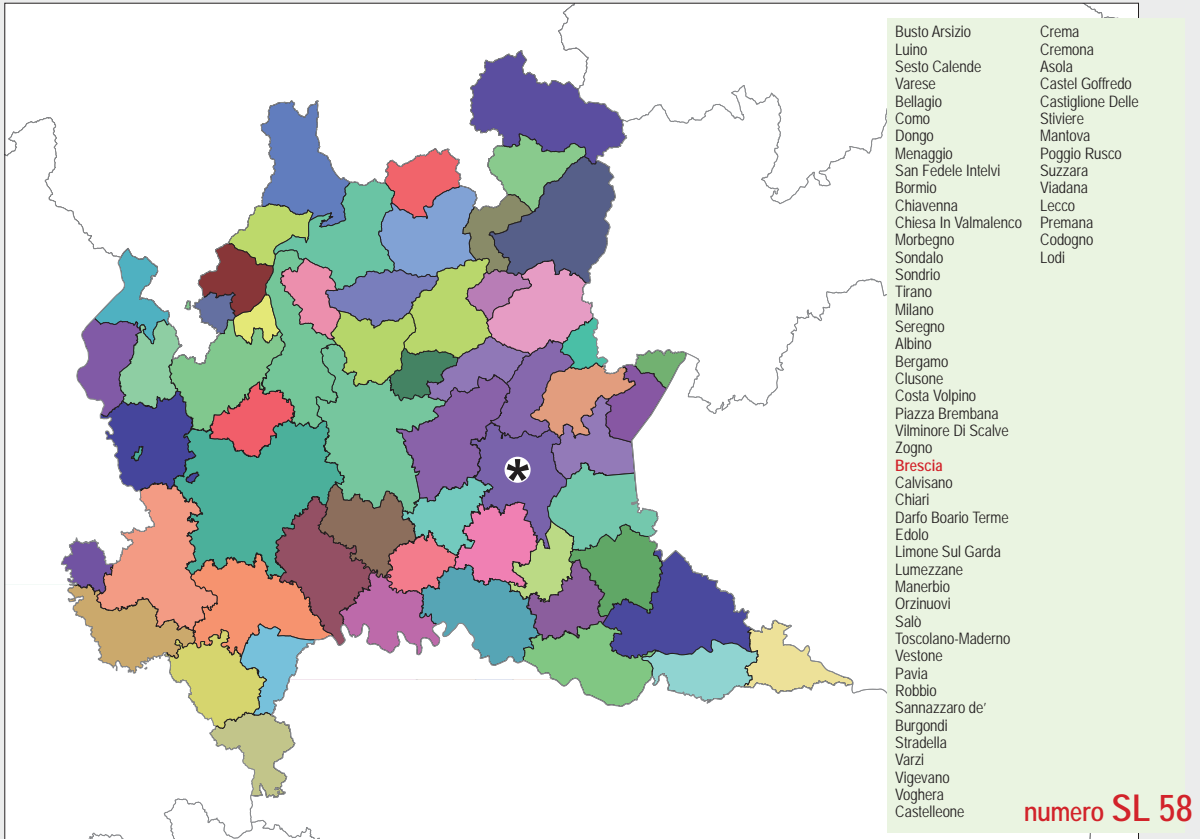 Busto Arsizio
Luino
Sesto Calende
Varese
Bellagio
Como
Dongo
Menaggio
San Fedele Intelvi
Bormio
Chiavenna
Chiesa In Valmalenco
Morbegno
Sondalo
Sondrio
Tirano
Milano
Seregno
Albino
Bergamo
Clusone
Costa Volpino
Piazza Brembana
Vilminore Di Scalve
Zogno
Brescia
Calvisano
Chiari
Darfo Boario Terme
Edolo
Limone Sul Garda
Lumezzane
Manerbio
Orzinuovi
Salò
Toscolano-Maderno
Vestone
Pavia
Robbio
Sannazzaro de'
Burgondi
Stradella
Varzi
Vigevano
Voghera
Castelleone
Crema
Cremona
Asola
Castel Goffredo
Castiglione Delle
Stiviere
Mantova
Poggio Rusco
Suzzara
Viadana
Lecco
Premana
Codogno
Lodi
numero SL 58